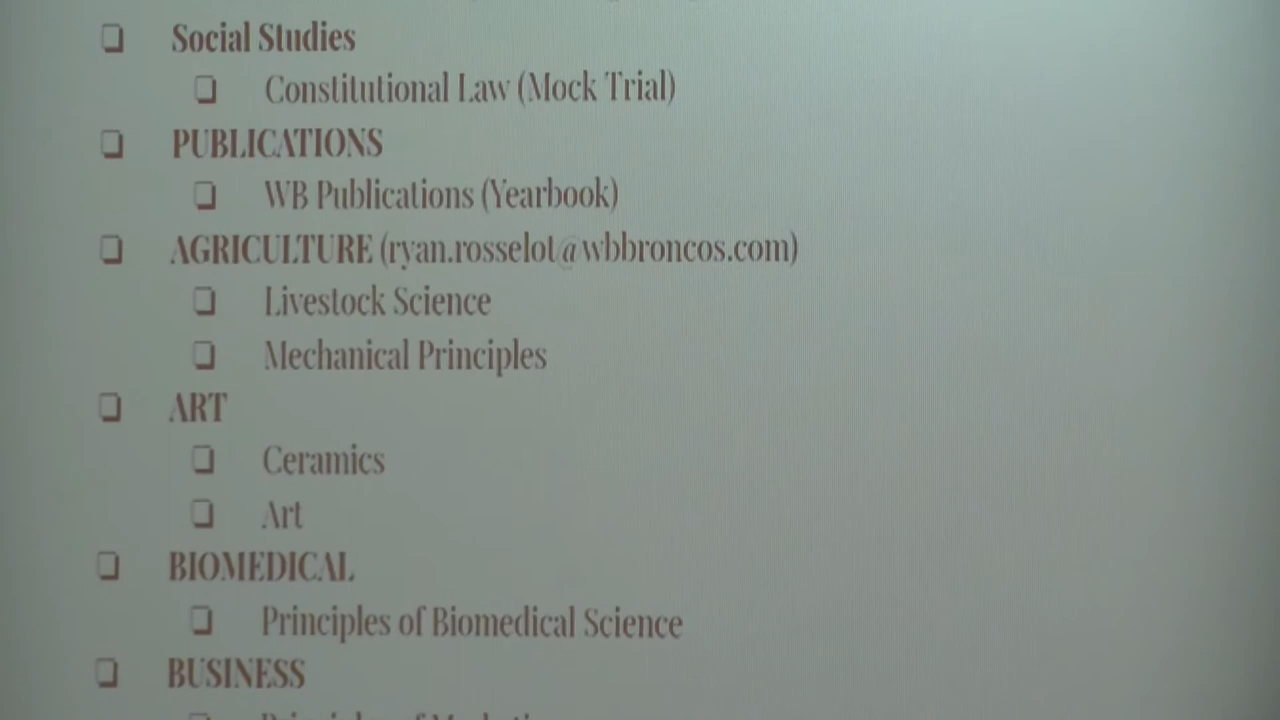 ❑ Social Studies
❑ Constitutional Law (Mock Trial)
❑ PUBLICATIONS
❑ WB Publications (Yearbook)
❑ AGRICULTURE (ryan.rosselot@wbbroncos.com)
❑ Livestock Science
❑ Mechanical Principles
❑ ART
❑ Ceramics
❑ Art
❑ BIOMEDICAL
❑ Principles of Biomedical Science
❑ BUSINESS